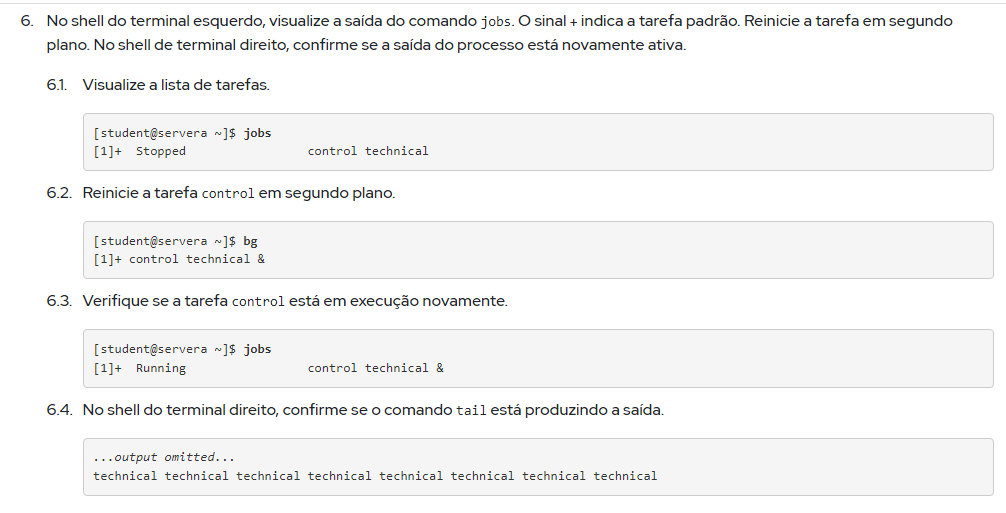 6. No shell do terminal esquerdo, visualize a saída do comando jobs. O sinal + indica a tarefa padrão. Reinicie a tarefa em segundo
plano. No shell de terminal direito, confirme se a saída do processo está novamente ativa.
6.1. Visualize a lista de tarefas.
[student@servera ~]$ jobs
[1]+  Stopped                 control technical
6.2. Reinicie a tarefa control em segundo plano.
[student@servera ~]$ bg
[1]+ control technical &
6.3. Verifique se a tarefa control está em execução novamente.
[student@servera ~]$ jobs
[1]+  Running                 control technical &
6.4. No shell do terminal direito, confirme se o comando tail está produzindo a saída.
...output omitted...
technical technical technical technical technical technical technical technical